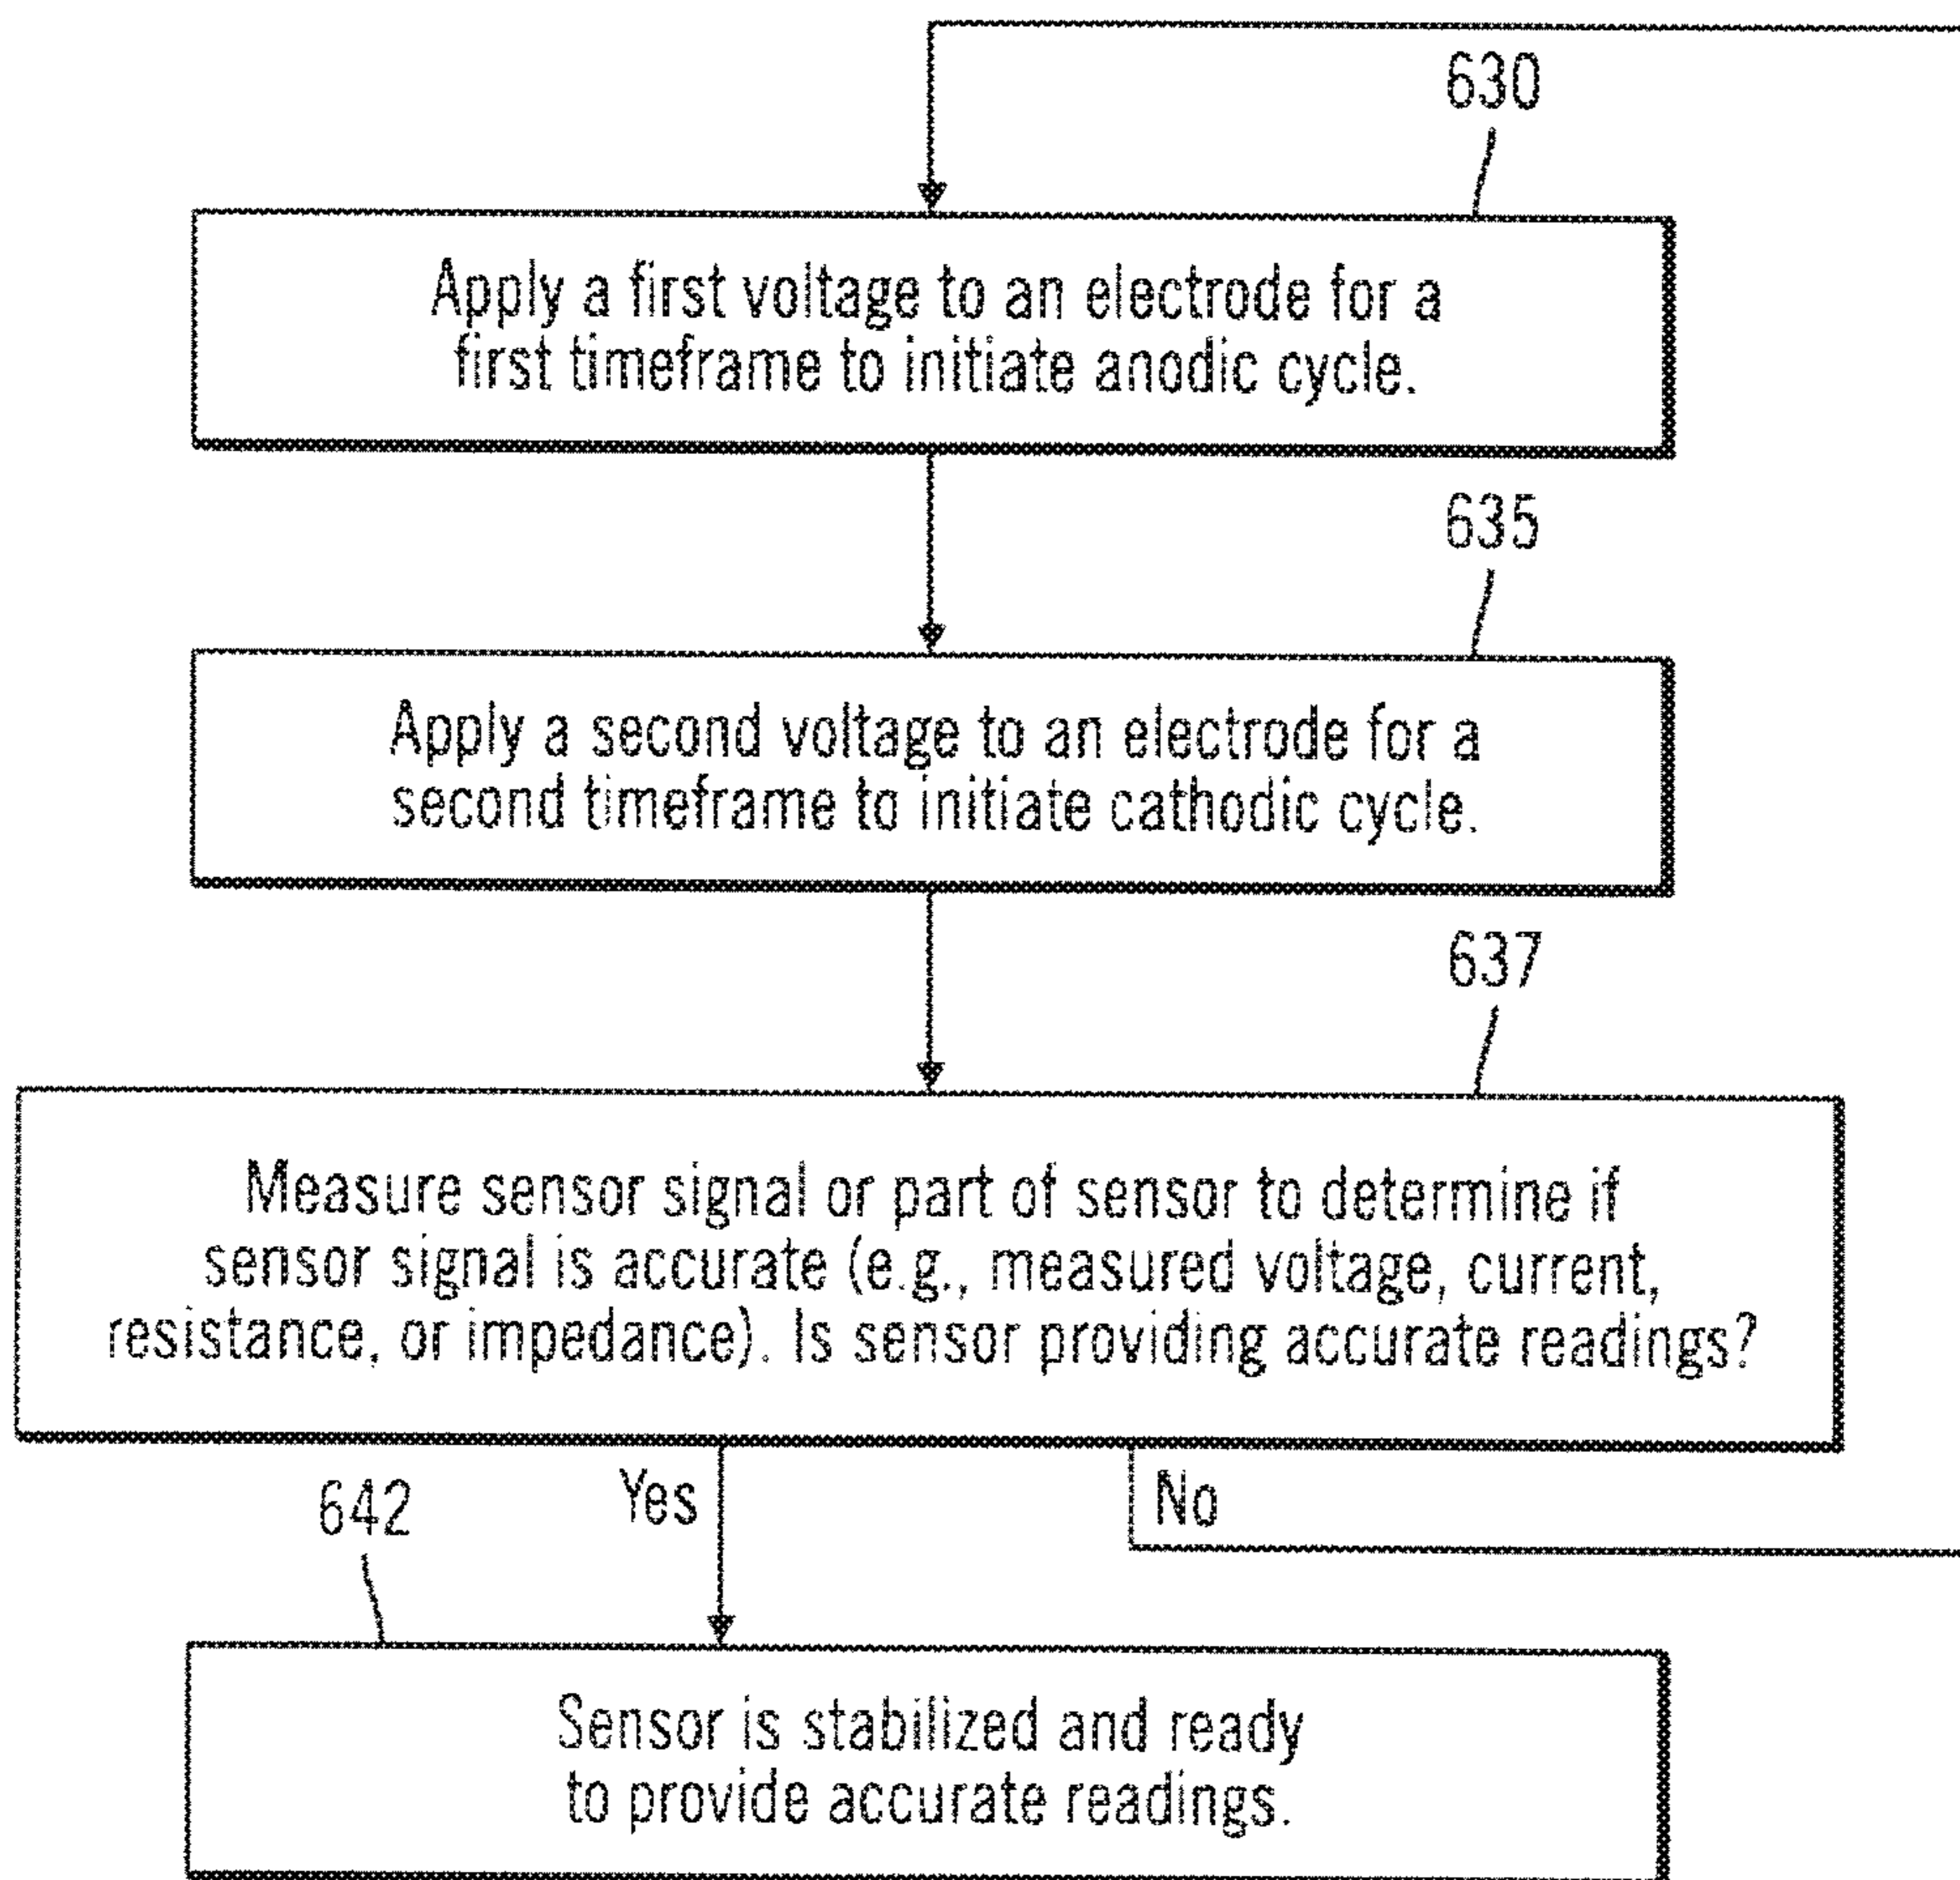 630
Apply a first voltage to an electrode for a
first timeframe to initiate anodic cycle.
635
Apply a second voltage to an electrode for a
second timeframe to initiate cathodic cycle.
637
Measure sensor signal or part of sensor to determine if
sensor signal is accurate (e.g., measured voltage, current,
resistance, or impedance). Is sensor providing accurate readings?
642
Yes
No
Sensor is stabilized and ready
to provide accurate readings.